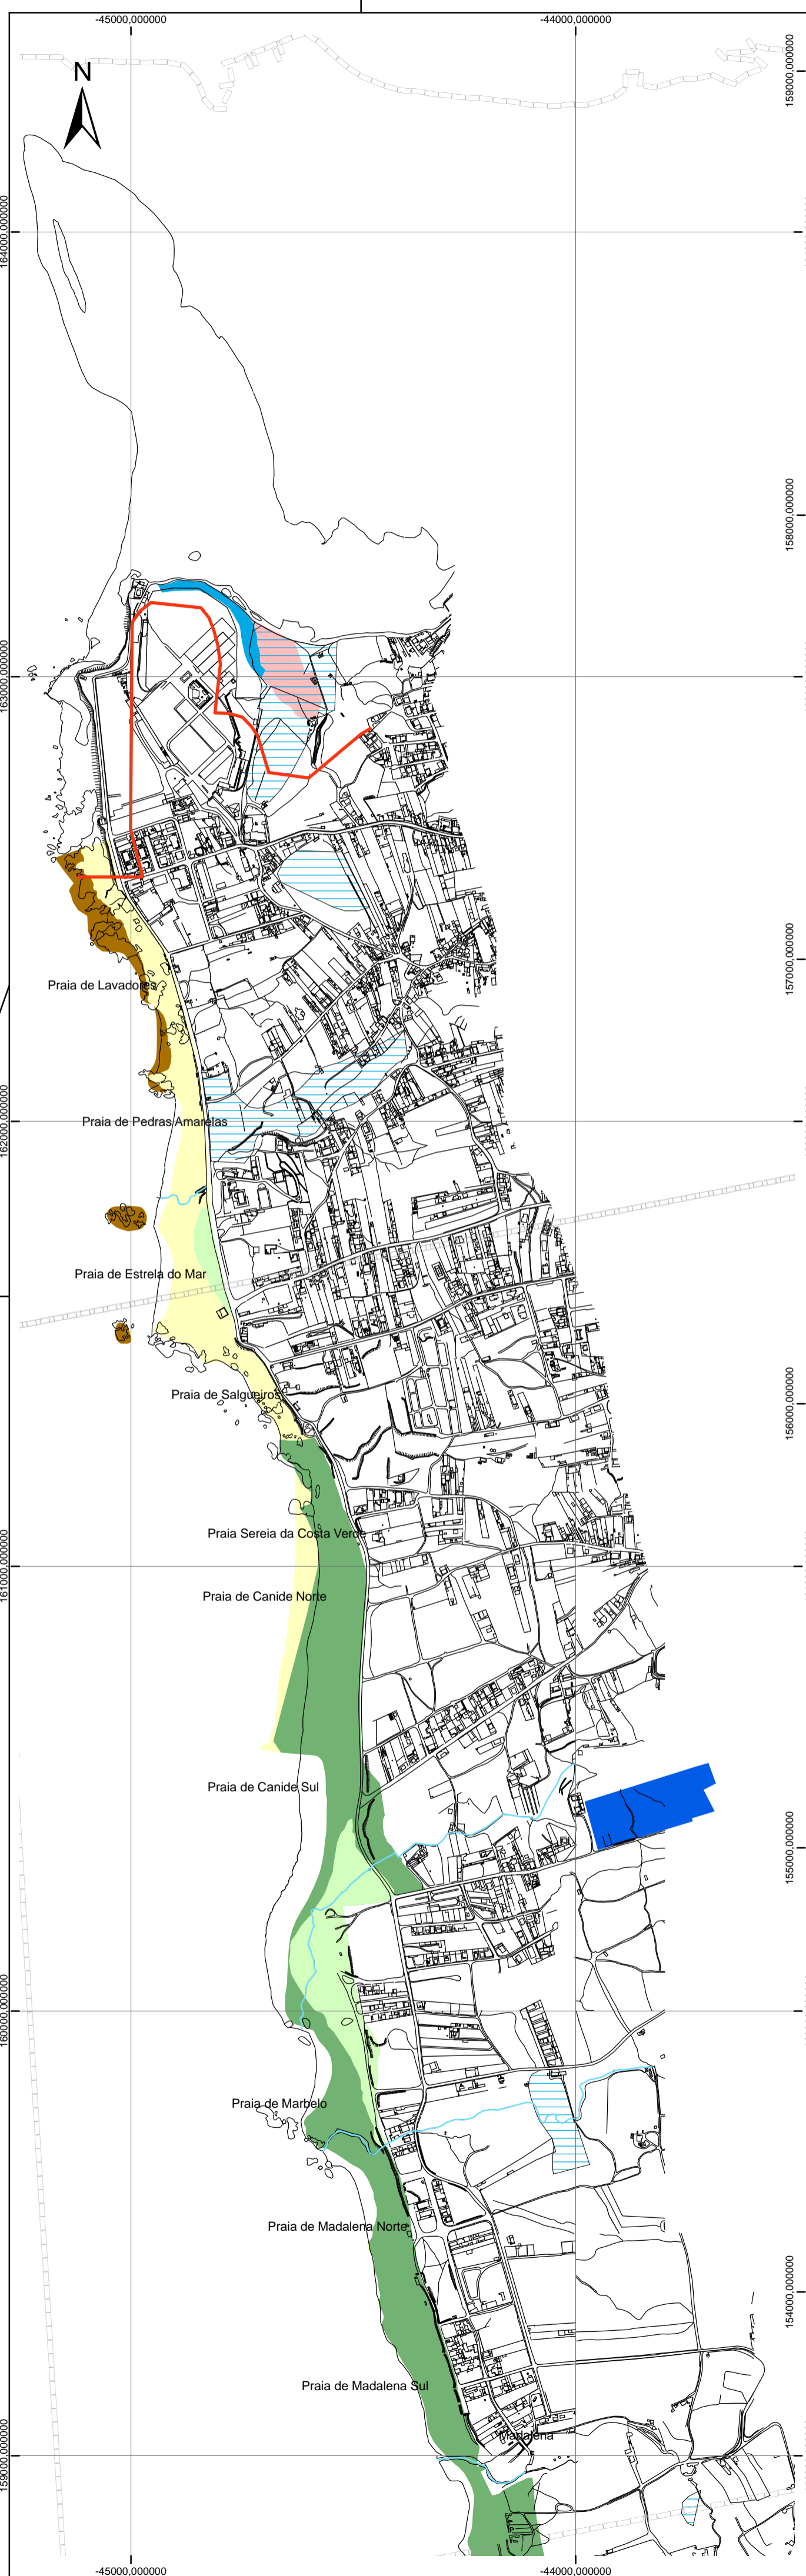 -45000,000000
-44000,000000
159000,000000
N
164000,000000
158000,000000
163000,000000
157000,000000
Praia de Lavadores
162000,000000
Praia de Pedras Amarelas
Praia de Estrela do Mar
Praia de Salgueiros
156000,000000
Praia Sereia da Costa Verde
161000,000000
Praia de Canide Norte
Praia de Canide Sul
155000,000000
160000,000000
Praia de Marbelo
Praia de Madalena Norte
154000,000000
Praia de Madalena Sul
Madalena
159000,000000
-45000,000000
-44000,000000